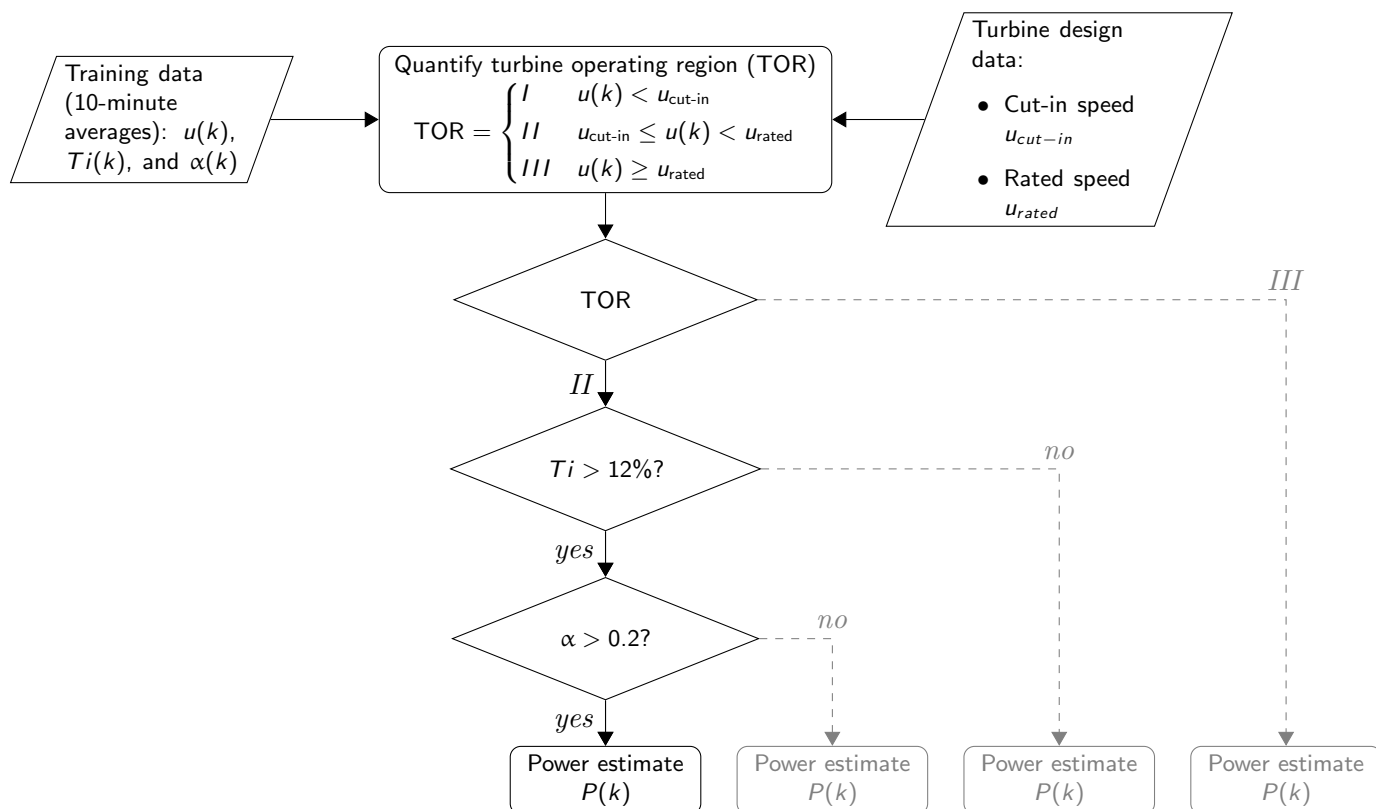 Training data
(10-minute
averages): u(k),
Ti(k), and α(k)
Quantify turbine operating region (TOR)
TOR = { I u(k) < u_cut-in
II u_cut-in ≤ u(k) < u_rated
III u(k) ≥ u_rated
Turbine design
data:
• Cut-in speed
u_cut−in
• Rated speed
u_rated
TOR
III
II
Ti > 12%?
no
yes
α > 0.2?
no
yes
Power estimate
P(k)
Power estimate
P(k)
Power estimate
P(k)
Power estimate
P(k)